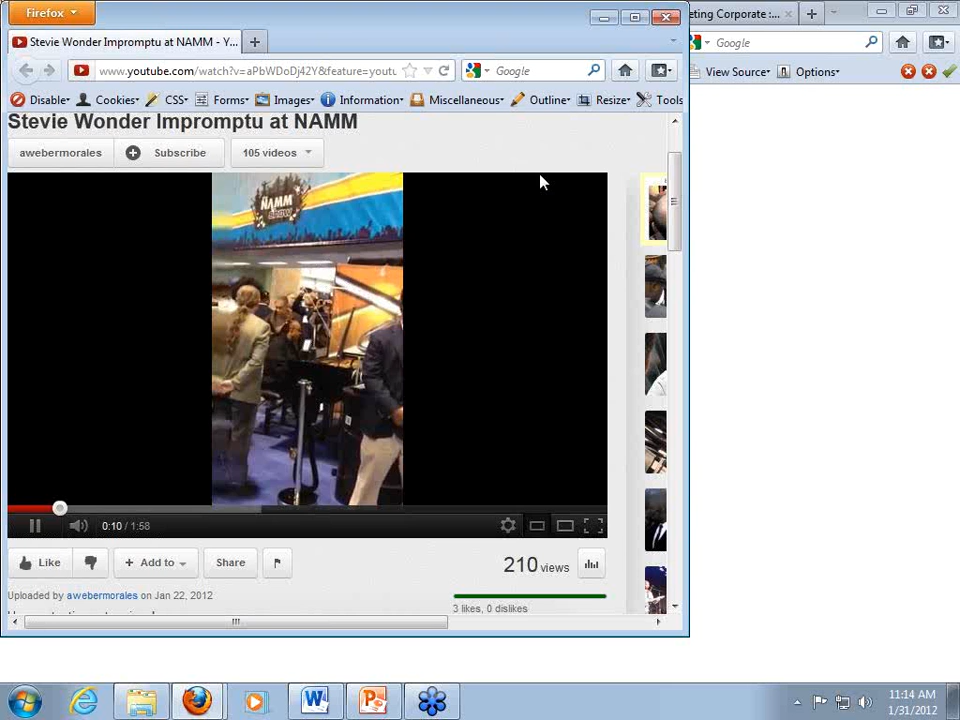 Firefox
eting Corporate :...
Stevie Wonder Impromptu at NAMM - Y...
Google
www.youtube.com/watch?v=aPbWDoDj42Y&feature=youtu
Google
View Source
Options
Disable
Cookies
CSS
Forms
Images
Information
Miscellaneous
Outline
Resize
Tools
Stevie Wonder Impromptu at NAMM
awebermorales
Subscribe
105 videos
NAMM
SHOW
0:10 / 1:58
Like
Add to
Share
210 views
Uploaded by awebermorales on Jan 22, 2012
3 likes, 0 dislikes
11:14 AM
1/31/2012